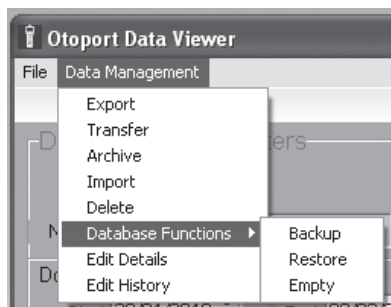 Otoport Data Viewer
File Data Management
Export
Transfer
Archive
Import
Delete
Database Functions
Backup
Restore
Empty
Edit Details
Edit History